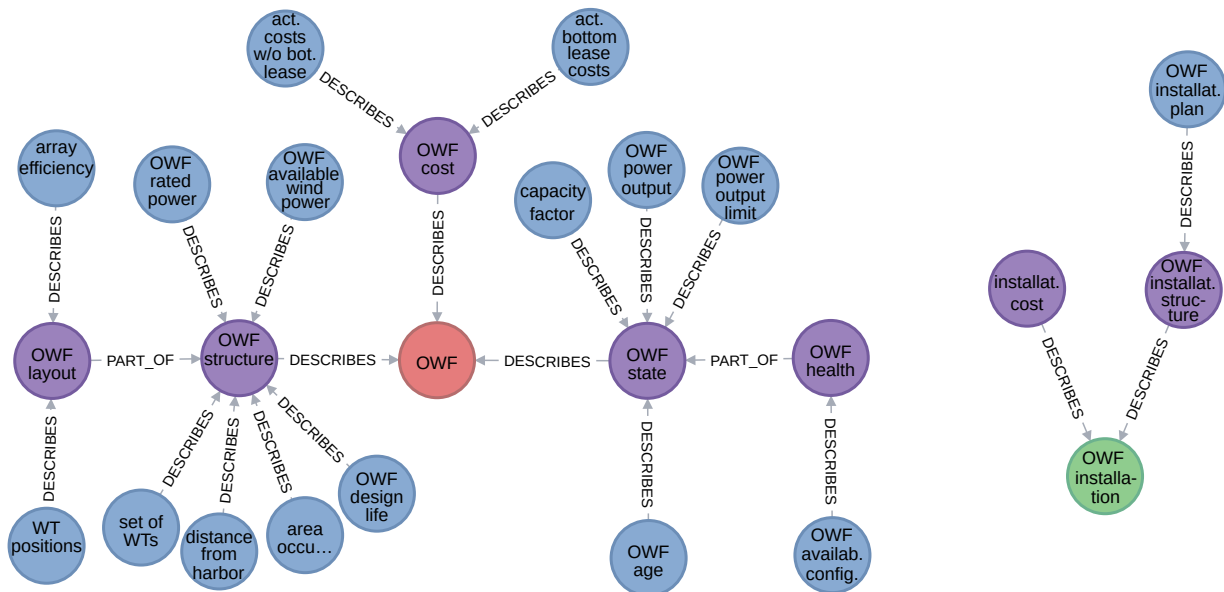 act.
costs
w/o bot.
lease
act.
bottom
lease
costs
DESCRIBES
DESCRIBES
OWF
installat.
plan
array
efficiency
OWF
rated
power
OWF
available
wind
power
OWF
cost
capacity
factor
OWF
power
output
OWF
power
output
limit
DESCRIBES
DESCRIBES
DESCRIBES
DESCRIBES
DESCRIBES
DESCRIBES
DESCRIBES
DESCRIBES
installat.
cost
OWF
installat.
struc-
ture
OWF
layout
PART_OF
OWF
structure
DESCRIBES
OWF
DESCRIBES
OWF
state
PART_OF
OWF
health
DESCRIBES
DESCRIBES
DESCRIBES
DESCRIBES
DESCRIBES
DESCRIBES
DESCRIBES
DESCRIBES
DESCRIBES
OWF
installa-
tion
WT
positions
set of
WTs
distance
from
harbor
area
occu…
OWF
design
life
OWF
age
OWF
availab.
config.